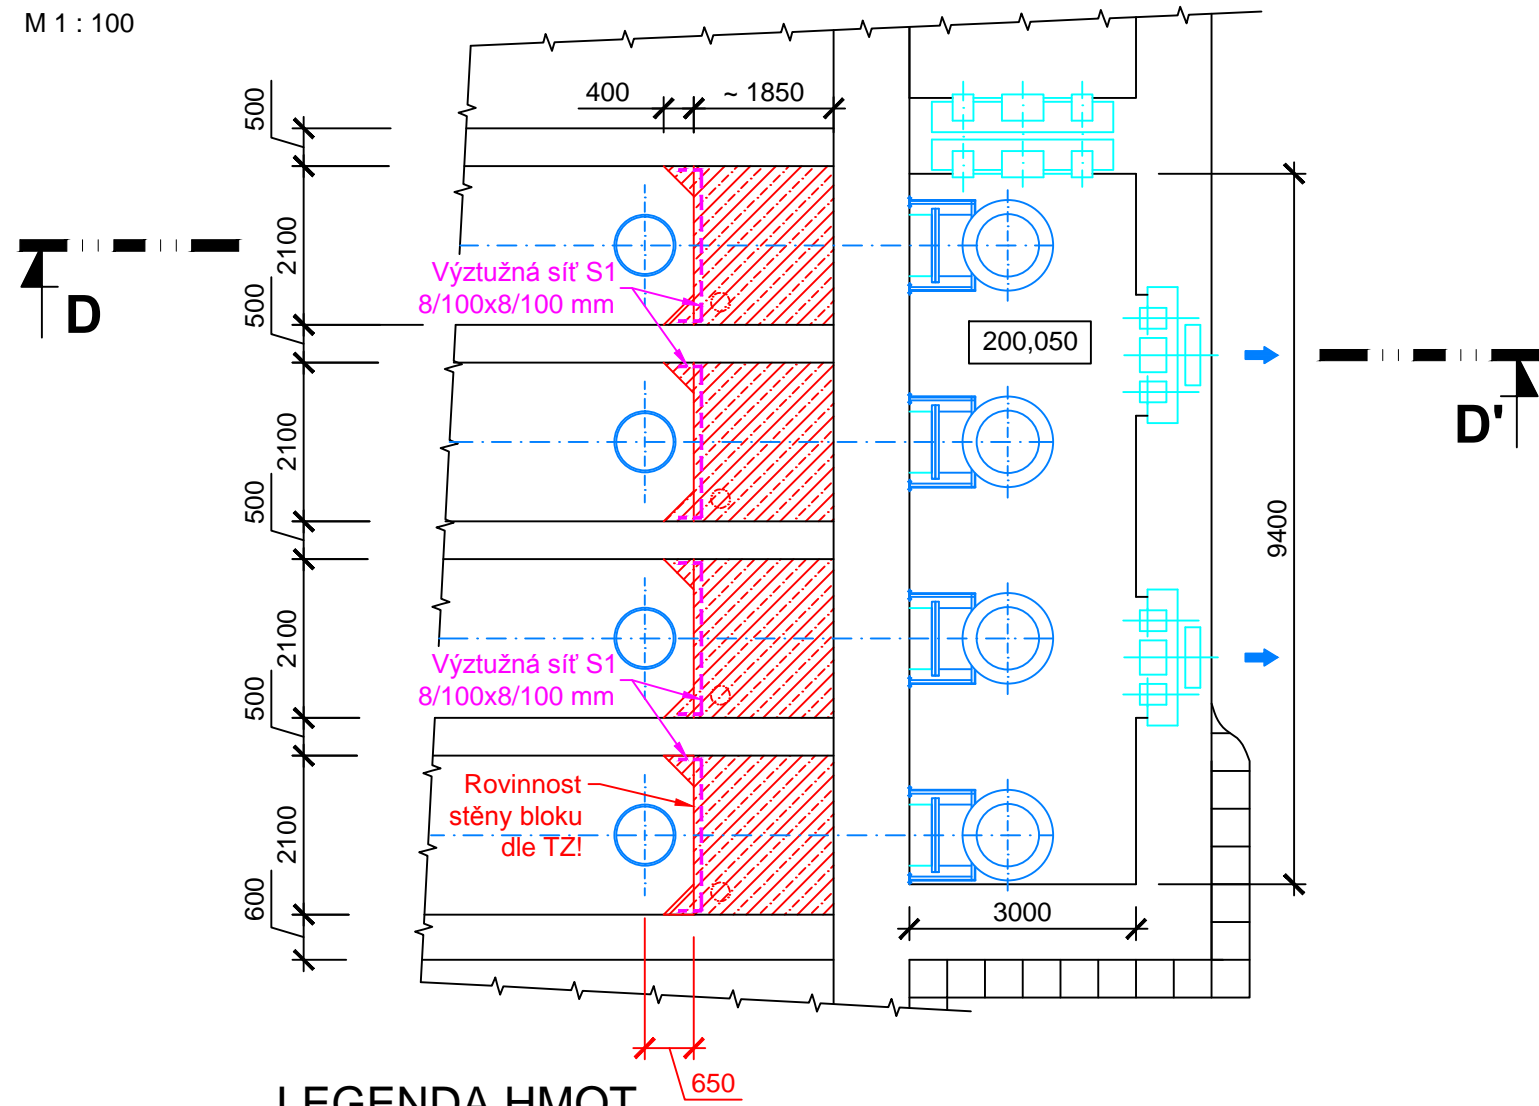 M 1 : 100
400
~ 1850
500
2100
500
2100
500
2100
500
2100
600
D
Výztužná síť S1
8/100x8/100 mm
200,050
D'
9400
Výztužná síť S1
8/100x8/100 mm
Rovinnost
stěny bloku
dle TZ!
3000
650
LEGENDA HMOT